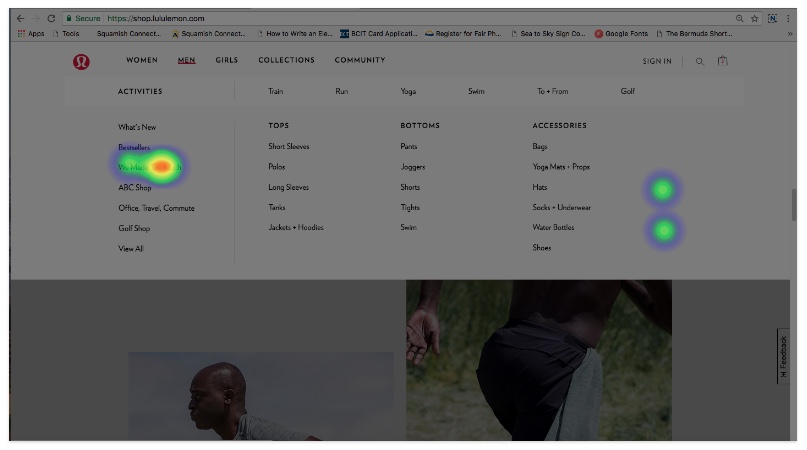 Secure https://shop.lululemon.com
Apps Tools Squamish Connect... Squamish Connect... How to Write an Ele... BCIT Card Applicati... Register for Fair Ph... Sea to Sky Sign Co... Google Fonts The Bermuda Short... »
WOMEN MEN GIRLS COLLECTIONS COMMUNITY SIGN IN
ACTIVITIES Train Run Yoga Swim To + From Golf
What's New
Bestsellers
ABC Shop
Office, Travel, Commute
Golf Shop
View All
TOPS
Short Sleeves
Polos
Long Sleeves
Tanks
Jackets + Hoodies
BOTTOMS
Pants
Joggers
Shorts
Tights
Swim
ACCESSORIES
Bags
Yoga Mats + Props
Hats
Socks + Underwear
Water Bottles
Shoes
Feedback